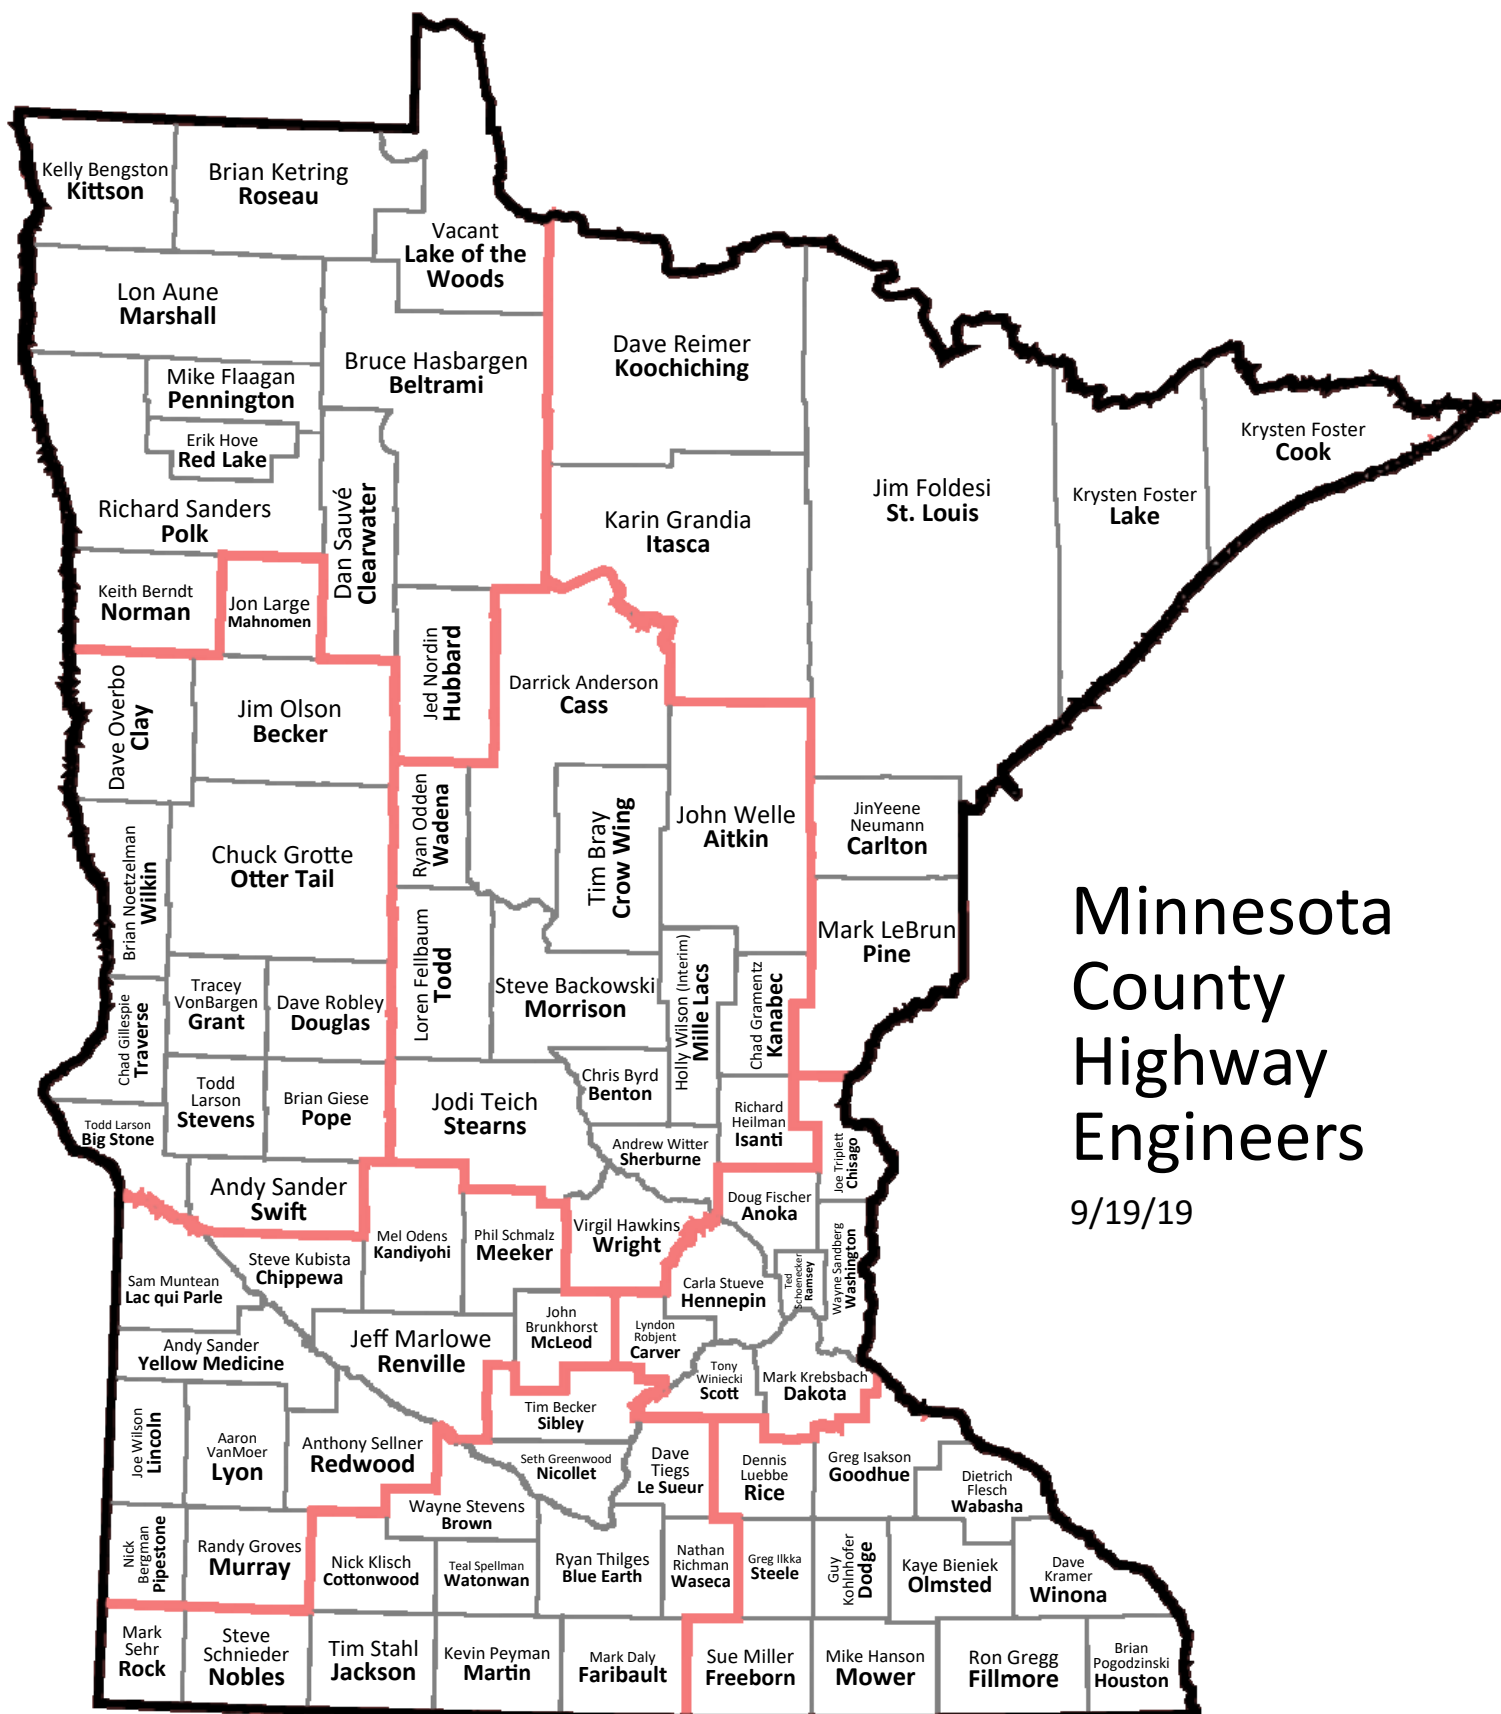 Kelly Bengston
Kittson
Brian Ketring
Roseau
Vacant
Lake of the
Woods
Lon Aune
Marshall
Bruce Hasbargen
Beltrami
Mike Flaagan
Pennington
Erik Hove
Red Lake
Richard Sanders
Polk
Dan Sauvé
Clearwater
Dave Reimer
Koochiching
Karin Grandia
Itasca
Jim Foldesi
St. Louis
Krysten Foster
Lake
Krysten Foster
Cook
Keith Berndt
Norman
Jon Large
Mahnomen
Jed Nordin
Hubbard
Darrick Anderson
Cass
Dave Overbo
Clay
Jim Olson
Becker
Ryan Odden
Wadena
Tim Bray
Crow Wing
John Welle
Aitkin
JinYeene
Neumann
Carlton
Brian Noetzelman
Wilkin
Chuck Grotte
Otter Tail
Loren Fellbaum
Todd
Steve Backowski
Morrison
Holly Wilson (Interim)
Mille Lacs
Chad Gramentz
Kanabec
Mark LeBrun
Pine
Minnesota
County
Highway
Engineers
9/19/19
Chad Gillespie
Traverse
Tracey
VonBargen
Grant
Dave Robley
Douglas
Todd
Larson
Stevens
Brian Giese
Pope
Todd Larson
Big Stone
Jodi Teich
Stearns
Chris Byrd
Benton
Andrew Witter
Sherburne
Richard
Heilman
Isanti
Joe Triplett
Chisago
Andy Sander
Swift
Mel Odens
Kandiyohi
Phil Schmalz
Meeker
Virgil Hawkins
Wright
Doug Fischer
Anoka
Ted
Schoenecker
Ramsey
Wayne Sandberg
Washington
Steve Kubista
Chippewa
Sam Muntean
Lac qui Parle
Carla Stueve
Hennepin
Andy Sander
Yellow Medicine
Jeff Marlowe
Renville
John
Brunkhorst
McLeod
Lyndon
Robjent
Carver
Tony
Winiecki
Scott
Mark Krebsbach
Dakota
Joe Wilson
Lincoln
Aaron
VanMoer
Lyon
Anthony Sellner
Redwood
Tim Becker
Sibley
Seth Greenwood
Nicollet
Dave
Tiegs
Le Sueur
Dennis
Luebbe
Rice
Greg Isakson
Goodhue
Dietrich
Flesch
Wabasha
Nick
Bergman
Pipestone
Randy Groves
Murray
Wayne Stevens
Brown
Nick Klisch
Cottonwood
Teal Spellman
Watonwan
Ryan Thilges
Blue Earth
Nathan
Richman
Waseca
Greg Ilkka
Steele
Guy
Kohlnhofer
Dodge
Kaye Bieniek
Olmsted
Dave
Kramer
Winona
Mark
Sehr
Rock
Steve
Schnieder
Nobles
Tim Stahl
Jackson
Kevin Peyman
Martin
Mark Daly
Faribault
Sue Miller
Freeborn
Mike Hanson
Mower
Ron Gregg
Fillmore
Brian
Pogodzinski
Houston